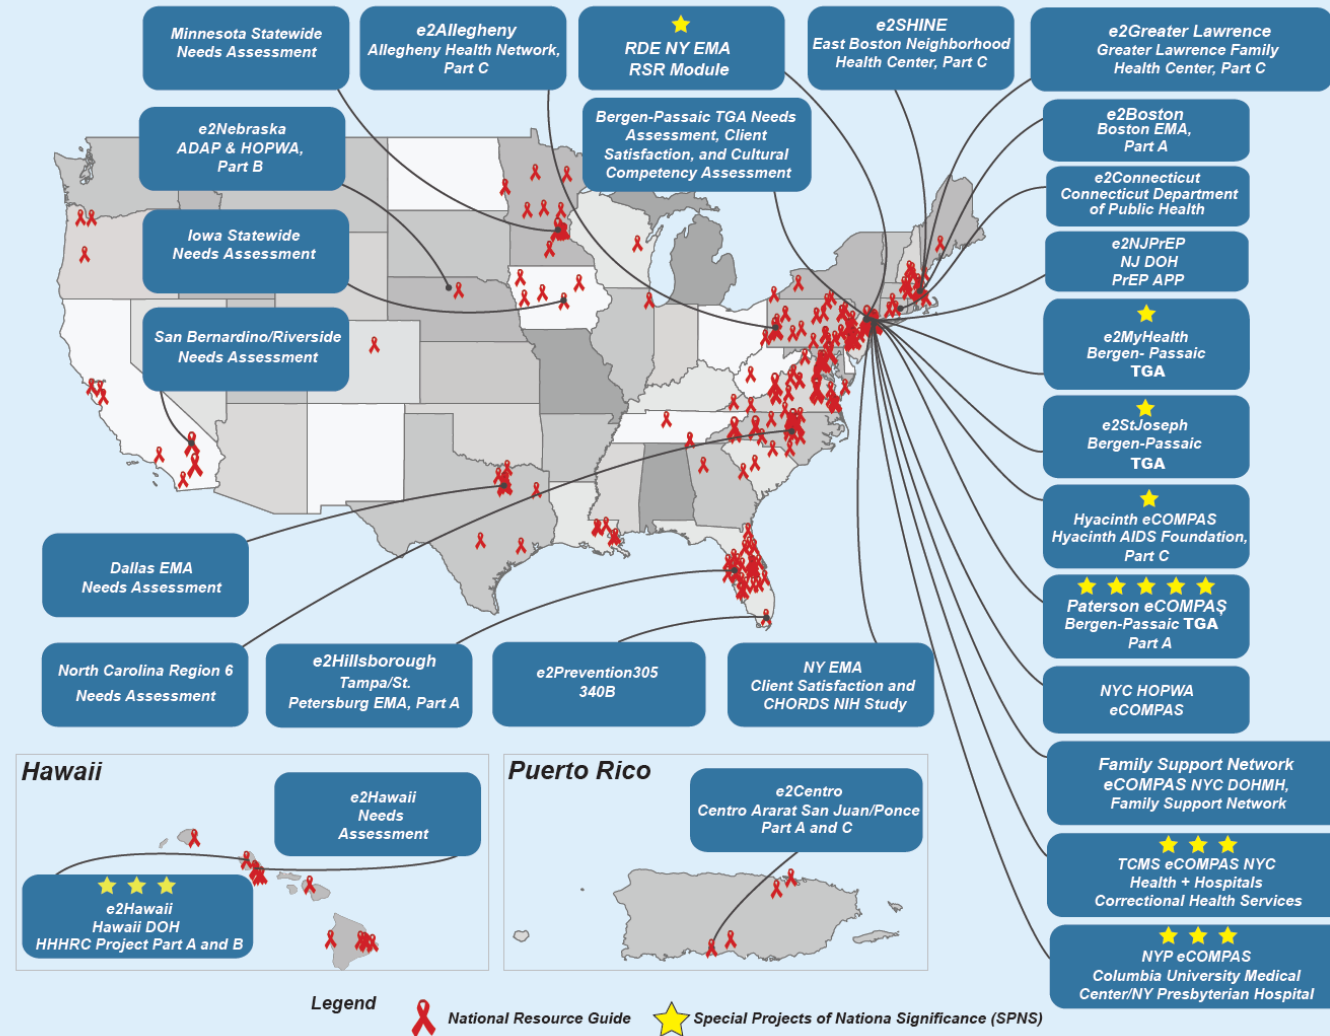 Minnesota Statewide
Needs Assessment
e2Allegheny
Allegheny Health Network,
Part C
RDE NY EMA
RSR Module
e2SHINE
East Boston Neighborhood
Health Center, Part C
e2Greater Lawrence
Greater Lawrence Family
Health Center, Part C
e2Nebraska
ADAP & HOPWA,
Part B
Bergen-Passaic TGA Needs
Assessment, Client
Satisfaction, and Cultural
Competency Assessment
e2Boston
Boston EMA,
Part A
e2Connecticut
Connecticut Department
of Public Health
Iowa Statewide
Needs Assessment
e2NJPrEP
NJ DOH
PrEP APP
San Bernardino/Riverside
Needs Assessment
e2MyHealth
Bergen- Passaic
TGA
e2StJoseph
Bergen-Passaic
TGA
Hyacinth eCOMPAS
Hyacinth AIDS Foundation,
Part C
Dallas EMA
Needs Assessment
Paterson eCOMPAŞ
Bergen-Passaic TGA
Part A
North Carolina Region 6
Needs Assessment
e2Hillsborough
Tampa/St.
Petersburg EMA, Part A
e2Prevention305
340B
NY EMA
Client Satisfaction and
CHORDS NIH Study
NYC HOPWA
eCOMPAS
Family Support Network
eCOMPAS NYC DOHMH,
Family Support Network
Hawaii
e2Hawaii
Needs
Assessment
e2Hawaii
Hawaii DOH
HHHRC Project Part A and B
Puerto Rico
e2Centro
Centro Ararat San Juan/Ponce
Part A and C
TCMS eCOMPAS NYC
Health + Hospitals
Correctional Health Services
NYP eCOMPAS
Columbia University Medical
Center/NY Presbyterian Hospital
Legend
National Resource Guide
Special Projects of Nationa Significance (SPNS)